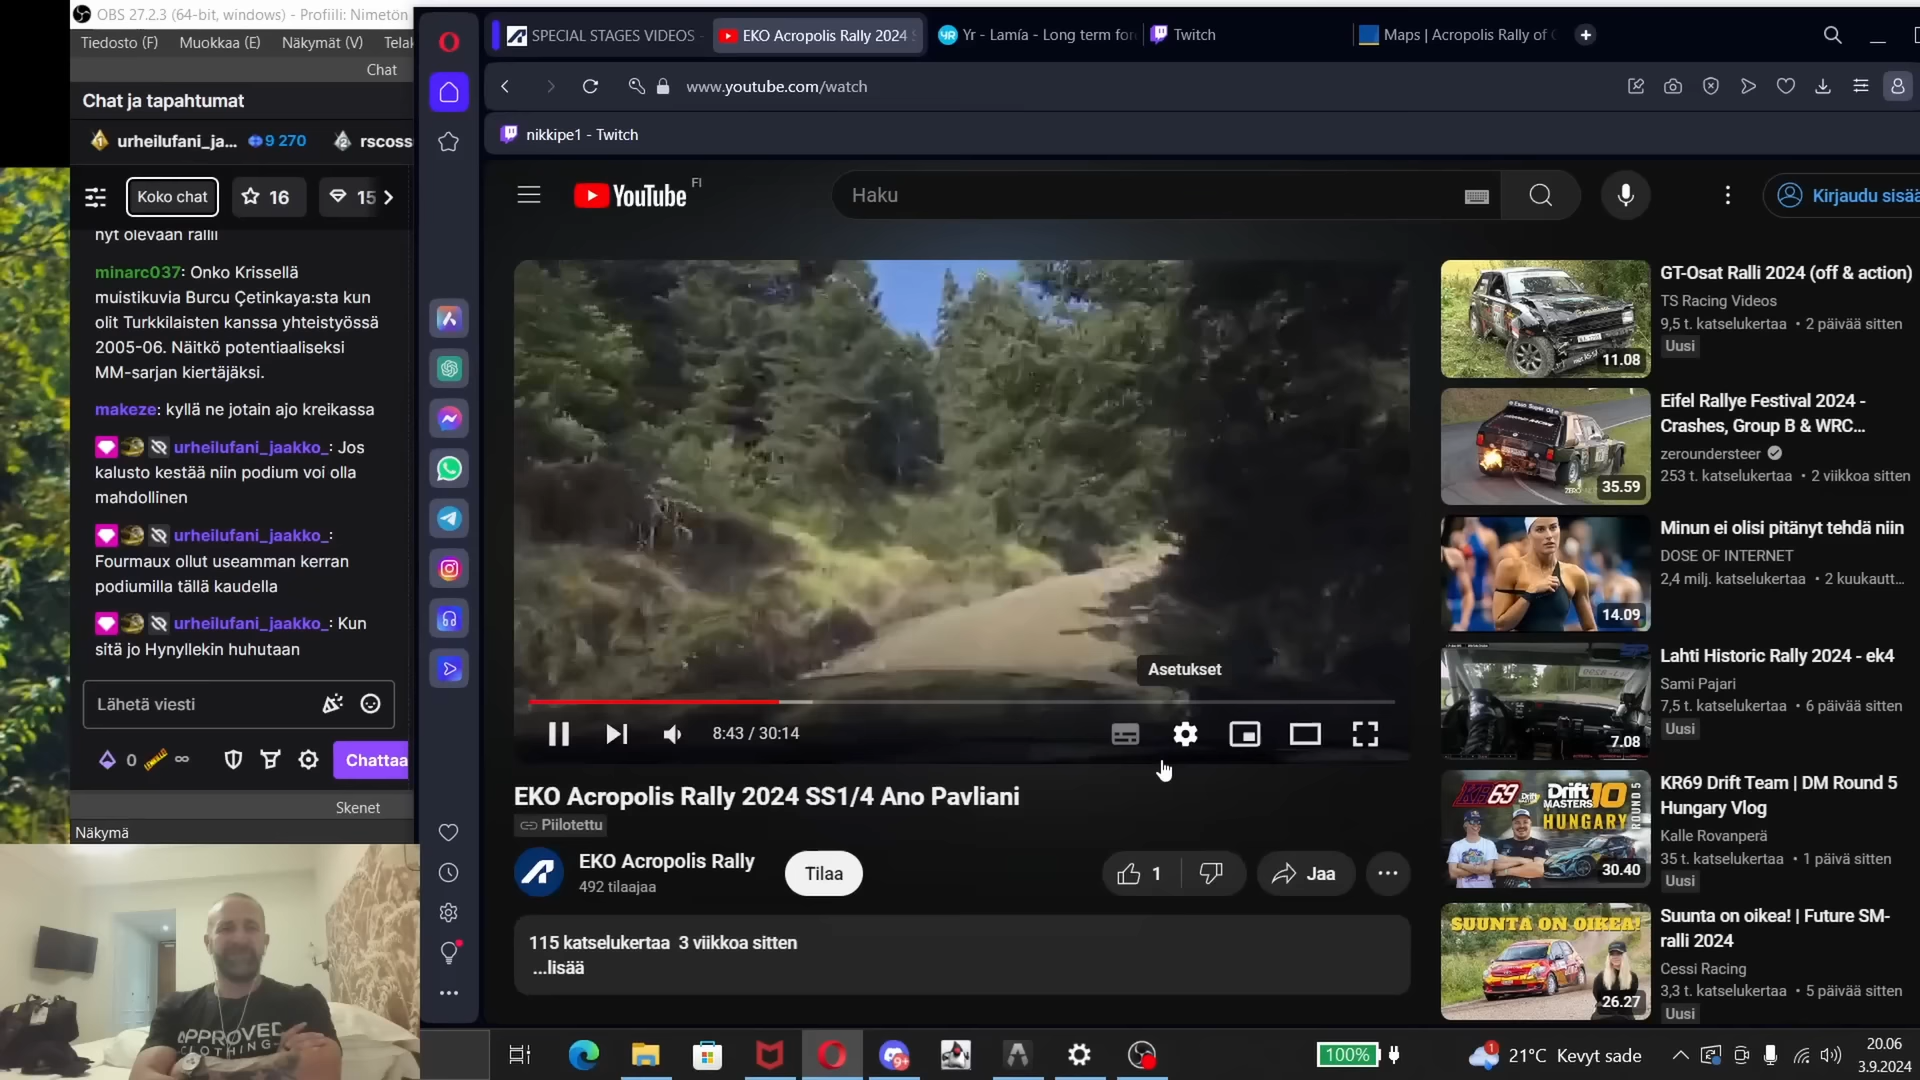 OBS 27.2.3 (64-bit, windows) - Profiili: Nimetön
Tiedosto (F) Muokkaa (E) Näkymät (V) Telak
Chat
Chat ja tapahtumat
urheilufani_ja... 9 270 rscoss
Koko chat 16 15
nyt olevaan rallii
minarc037: Onko Krissellä
muistikuvia Burcu Çetinkaya:sta kun
olit Turkkilaisten kanssa yhteistyössä
2005-06. Näitkö potentiaaliseksi
MM-sarjan kiertäjäksi.
makeze: kyllä ne jotain ajo kreikassa
urheilufani_jaakko_: Jos
kalusto kestää niin podium voi olla
mahdollinen
urheilufani_jaakko_:
Fourmaux ollut useamman kerran
podiumilla tällä kaudella
urheilufani_jaakko_: Kun
sitä jo Hynyllekin huhutaan
Lähetä viesti
0 ∞ Chattaa
Skenet
Näkymä
APPROVED
CLOTHING
SPECIAL STAGES VIDEOS - EKO Acropolis Rally 2024 S Yr - Lamía - Long term for Twitch Maps | Acropolis Rally of G
www.youtube.com/watch
nikkipe1 - Twitch
YouTube FI
Haku
Kirjaudu sisää
Asetukset
8:43 / 30:14
EKO Acropolis Rally 2024 SS1/4 Ano Pavliani
Piilotettu
EKO Acropolis Rally
492 tilaajaa
Tilaa
1 Jaa
115 katselukertaa 3 viikkoa sitten
...lisää
GT-Osat Ralli 2024 (off & action)
TS Racing Videos
9,5 t. katselukertaa • 2 päivää sitten
Uusi
11.08
Eifel Rallye Festival 2024 -
Crashes, Group B & WRC...
zeroundersteer
253 t. katselukertaa • 2 viikkoa sitten
35.59
Minun ei olisi pitänyt tehdä niin
DOSE OF INTERNET
2,4 milj. katselukertaa • 2 kuukautt...
14.09
Lahti Historic Rally 2024 - ek4
Sami Pajari
7,5 t. katselukertaa • 6 päivää sitten
Uusi
7.08
KR69 Drift Team | DM Round 5
Hungary Vlog
Kalle Rovanperä
35 t. katselukertaa • 1 päivä sitten
Uusi
Drift
MASTERS 10
HUNGARY
ROUND 5
30.40
Suunta on oikea! | Future SM-
ralli 2024
Cessi Racing
3,3 t. katselukertaa • 5 päivää sitten
Uusi
SUUNTA ON OIKEA!
26.27
9+
100%
1
21°C Kevyt sade
20.06
3.9.2024